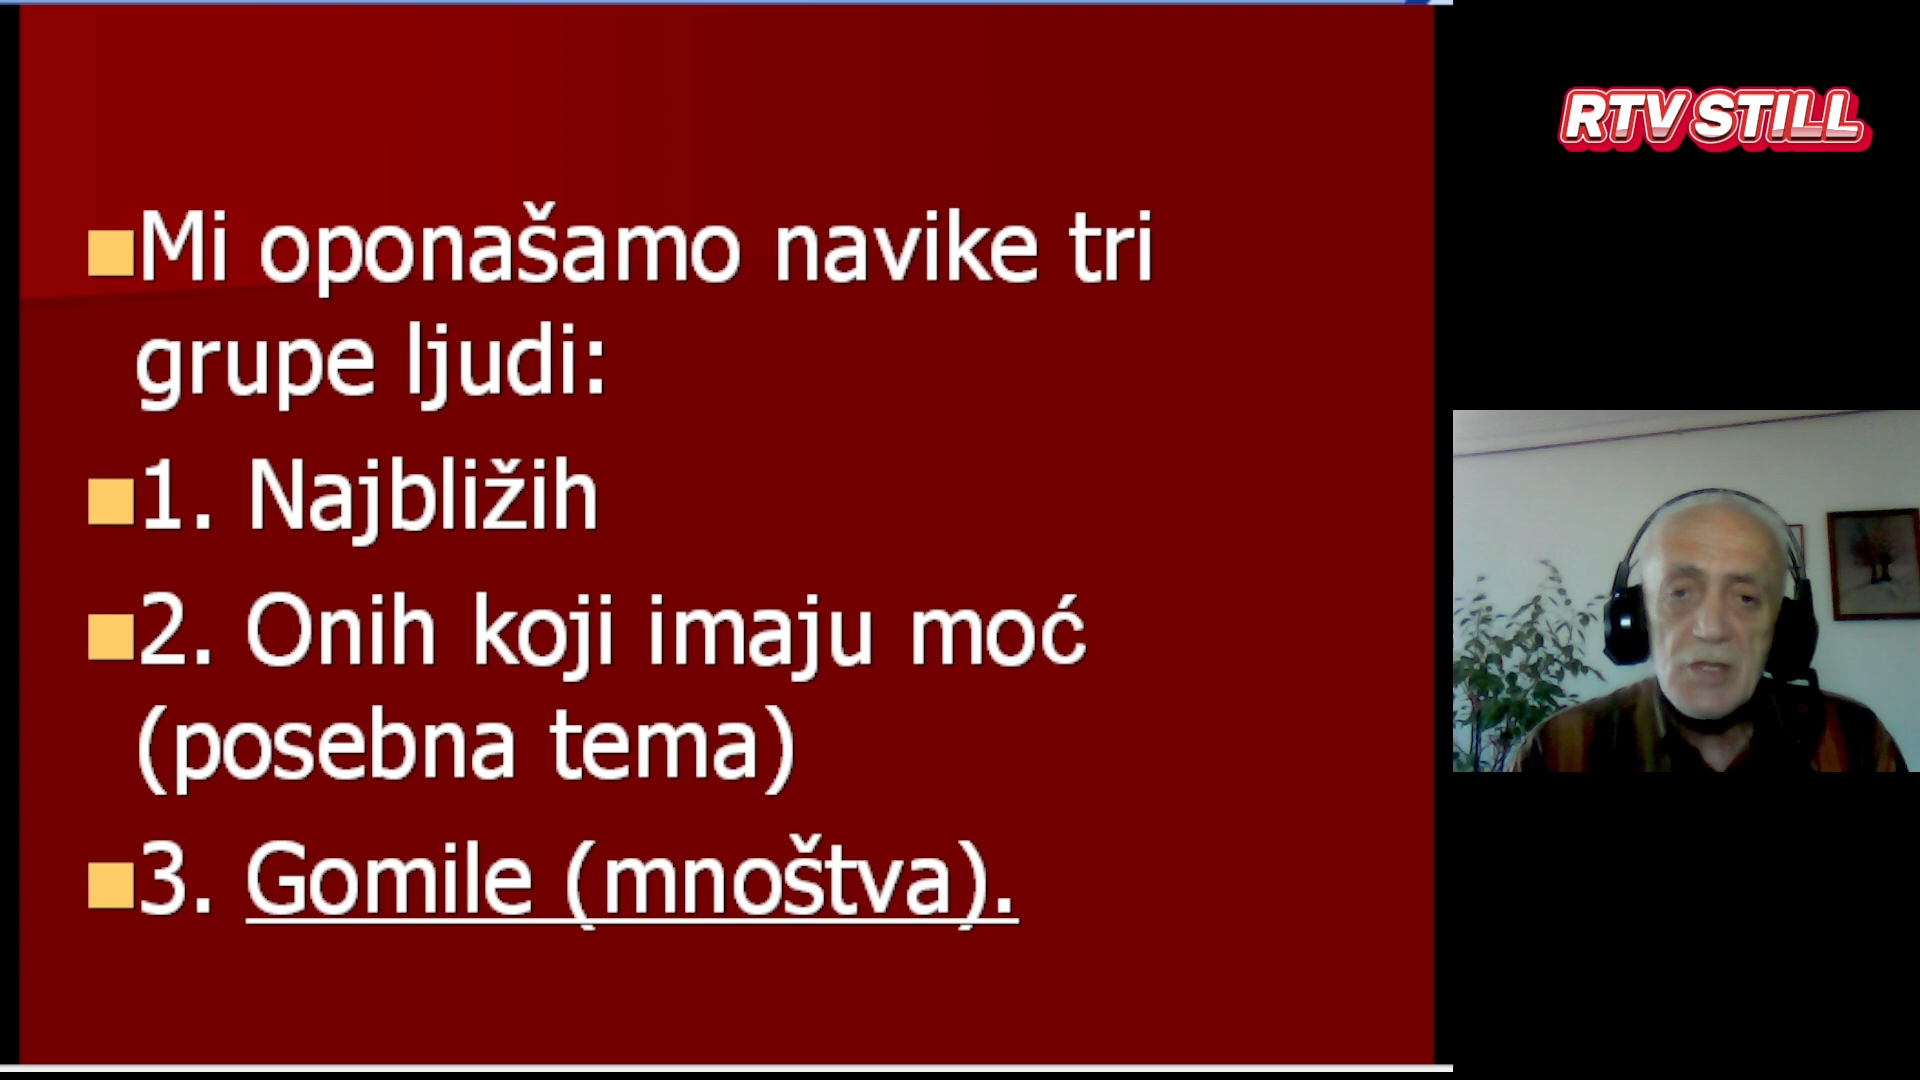 Mi oponašamo navike tri
grupe ljudi:
1. Najbližih
2. Onih koji imaju moć
(posebna tema)
3. Gomile (mnoštva).
RTV STILL